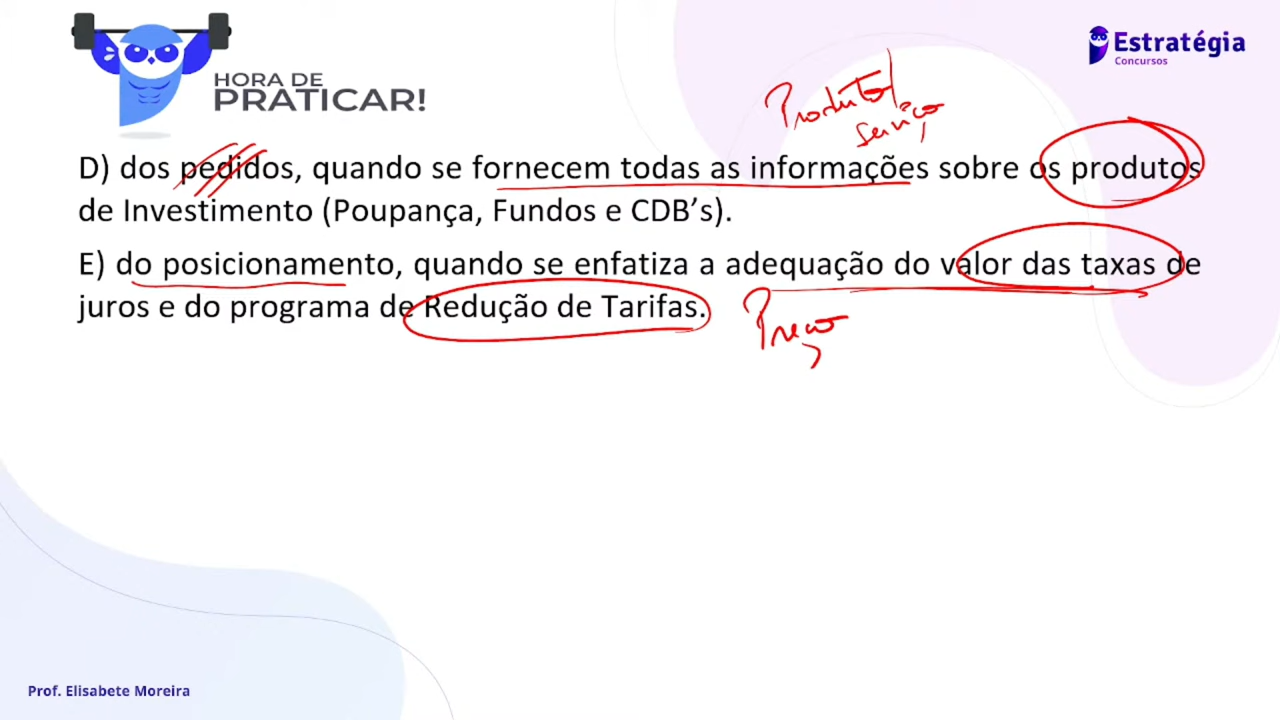 Estratégia
Concursos
HORA DE
PRATICAR!
Produto/
serviço
D) dos pedidos, quando se fornecem todas as informações sobre os produtos
de Investimento (Poupança, Fundos e CDB’s).
E) do posicionamento, quando se enfatiza a adequação do valor das taxas de
juros e do programa de Redução de Tarifas.
Preço
Prof. Elisabete Moreira